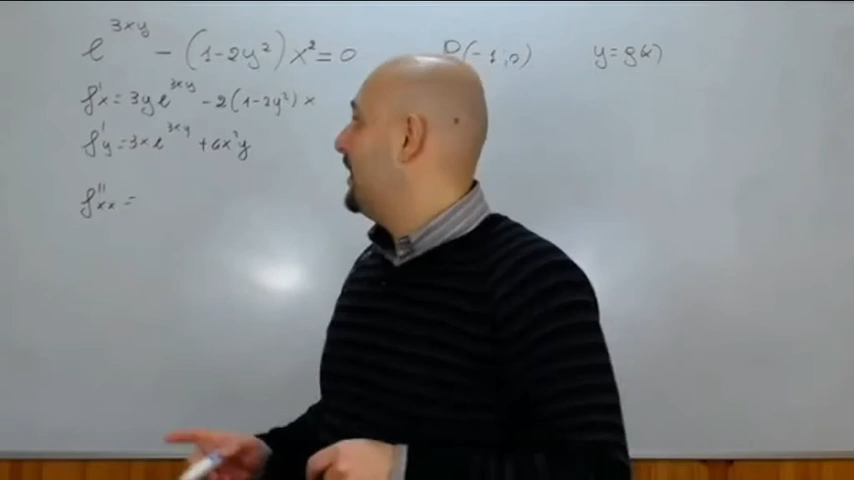 e^{3xy} - (1-2y²)x² = 0 P(-1,0) y=g(x)
f'x = 3ye^{3xy} - 2(1-2y²)x
f'y = 3xe^{3xy} + 4x²y
f''xx =